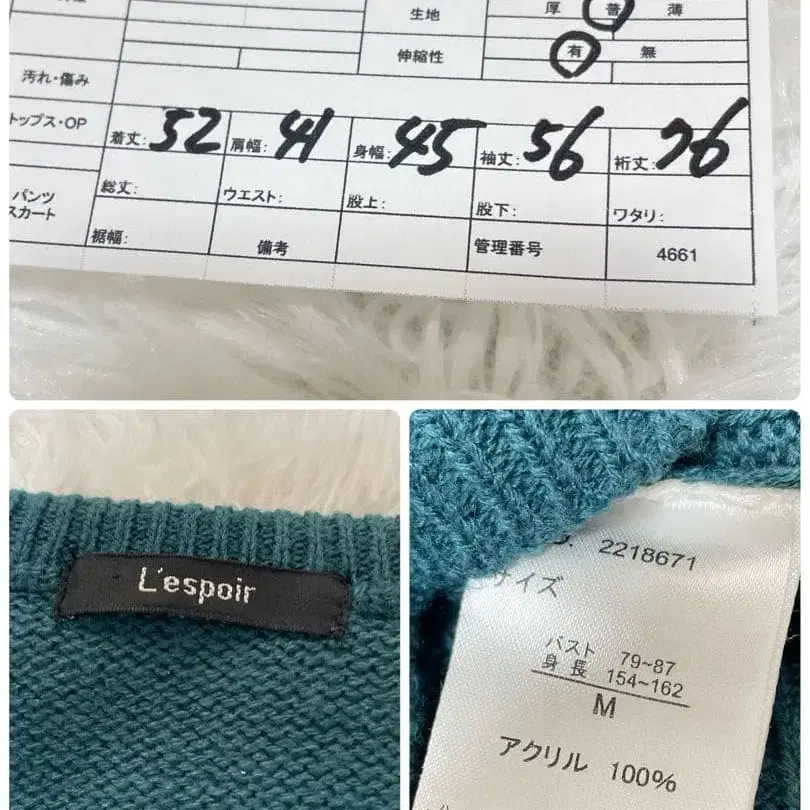 生地 厚 普 薄
伸縮性 有 無
汚れ・傷み
トップス・OP 着丈: 52 肩幅: 41 身幅: 45 袖丈: 56 裄丈: 76
パンツ
スカート
総丈: ウエスト: 股上: 股下: ワタリ:
裾幅: 備考 管理番号 4661
L'espoir
2218671
サイズ
バスト 79~87
身長 154~162
M
アクリル 100%